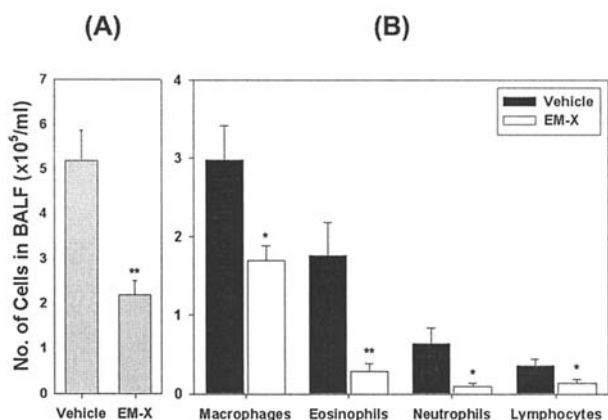 (A)
(B)
No. of Cells in BALF (x10⁵/ml)
7
6
5
4
3
2
1
0
**
Vehicle EM-X
4
3
2
1
0
Vehicle
EM-X
*
**
*
*
Macrophages Eosinophils Neutrophils Lymphocytes